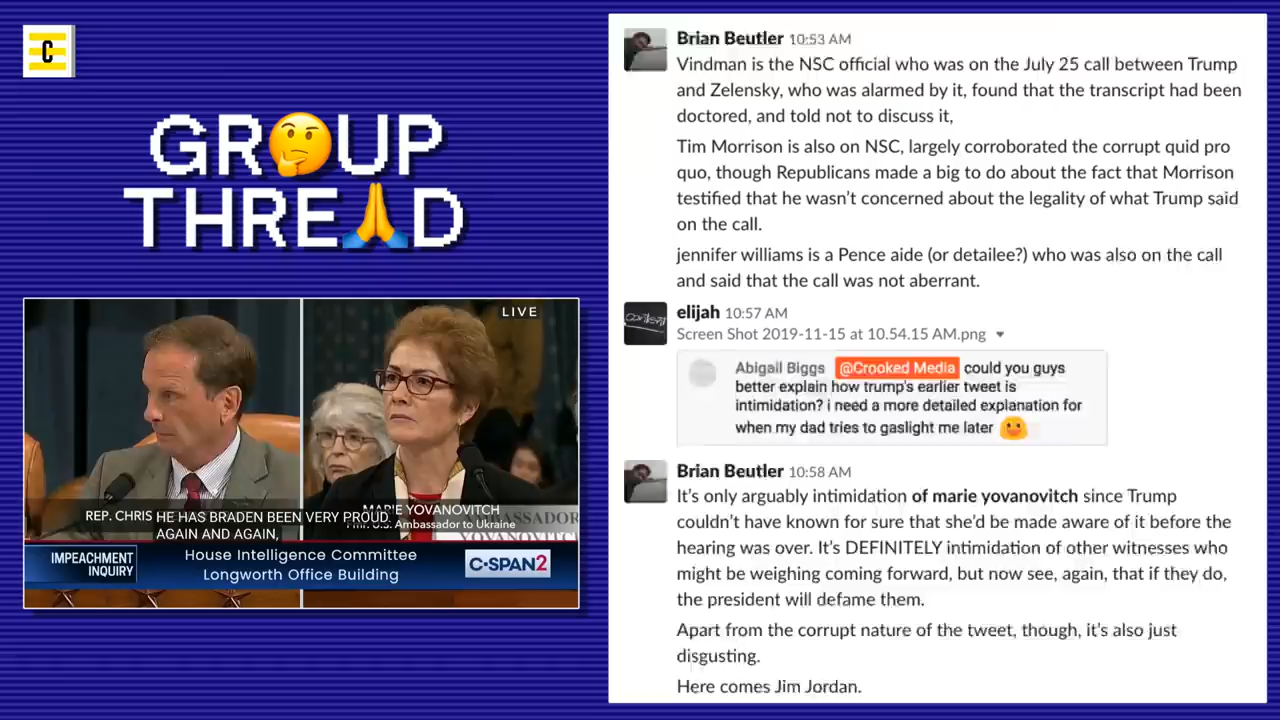 C
GR🤔UP
THRE🙏D
LIVE
REP. CHRIS
HE HAS BRADEN BEEN VERY PROUD.
AGAIN AND AGAIN,
MARIE YOVANOVITCH
Ambassador to Ukraine
IMPEACHMENT
INQUIRY
House Intelligence Committee
Longworth Office Building
C-SPAN2
Brian Beutler 10:53 AM
Vindman is the NSC official who was on the July 25 call between Trump
and Zelensky, who was alarmed by it, found that the transcript had been
doctored, and told not to discuss it,
Tim Morrison is also on NSC, largely corroborated the corrupt quid pro
quo, though Republicans made a big to do about the fact that Morrison
testified that he wasn't concerned about the legality of what Trump said
on the call.
jennifer williams is a Pence aide (or detailee?) who was also on the call
and said that the call was not aberrant.
elijah 10:57 AM
Screen Shot 2019-11-15 at 10.54.15 AM.png
Abigail Biggs @Crooked Media could you guys
better explain how trump's earlier tweet is
intimidation? i need a more detailed explanation for
when my dad tries to gaslight me later
Brian Beutler 10:58 AM
It's only arguably intimidation of marie yovanovitch since Trump
couldn't have known for sure that she'd be made aware of it before the
hearing was over. It's DEFINITELY intimidation of other witnesses who
might be weighing coming forward, but now see, again, that if they do,
the president will defame them.
Apart from the corrupt nature of the tweet, though, it's also just
disgusting.
Here comes Jim Jordan.